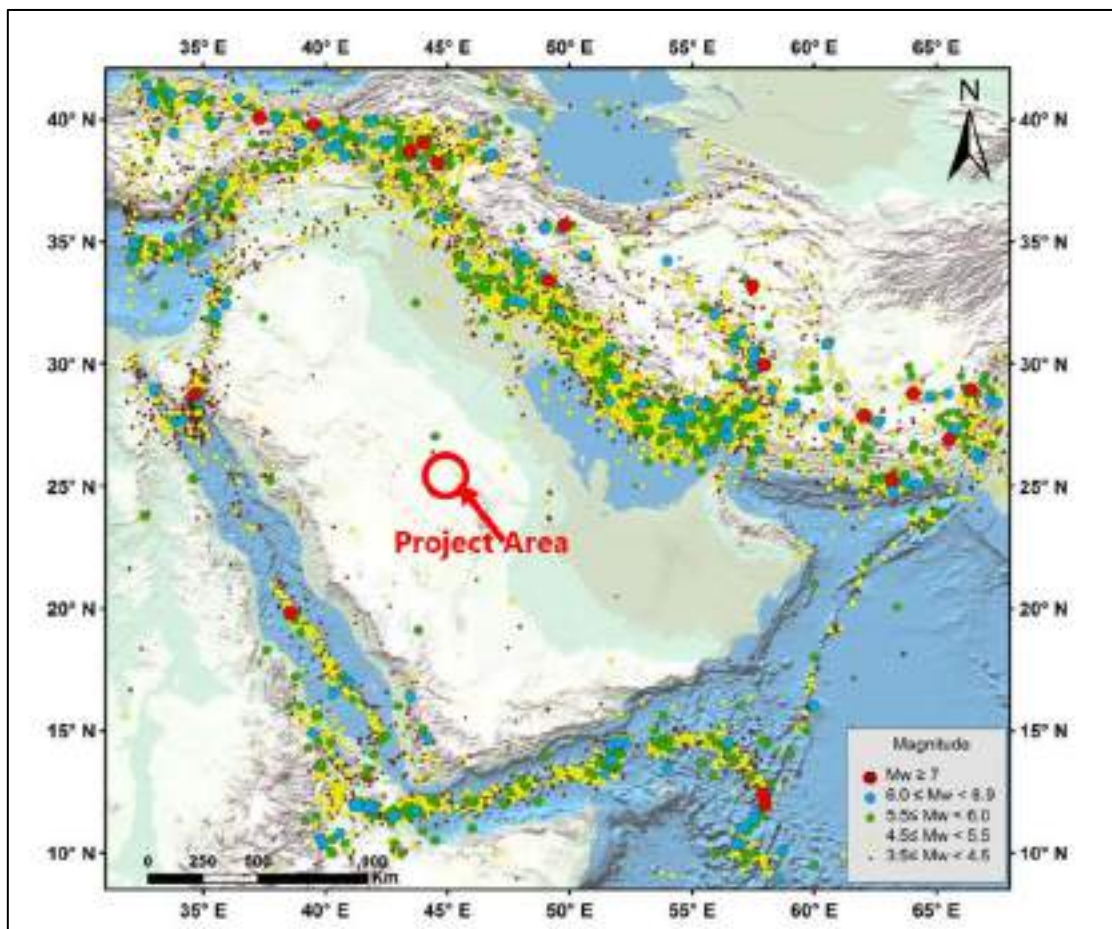 35° E 40° E 45° E 50° E 55° E 60° E 65° E
N
40° N 40° N
35° N 35° N
30° N 30° N
25° N 25° N
Project Area
20° N 20° N
15° N 15° N
Magnitude
Mw ≥ 7
6.0 ≤ Mw < 6.9
5.5≤ Mw < 6.0
4.5≤ Mw < 5.5
3.5≤ Mw < 4.5
10° N 10° N
0 250 500 1,000
Km
35° E 40° E 45° E 50° E 55° E 60° E 65° E